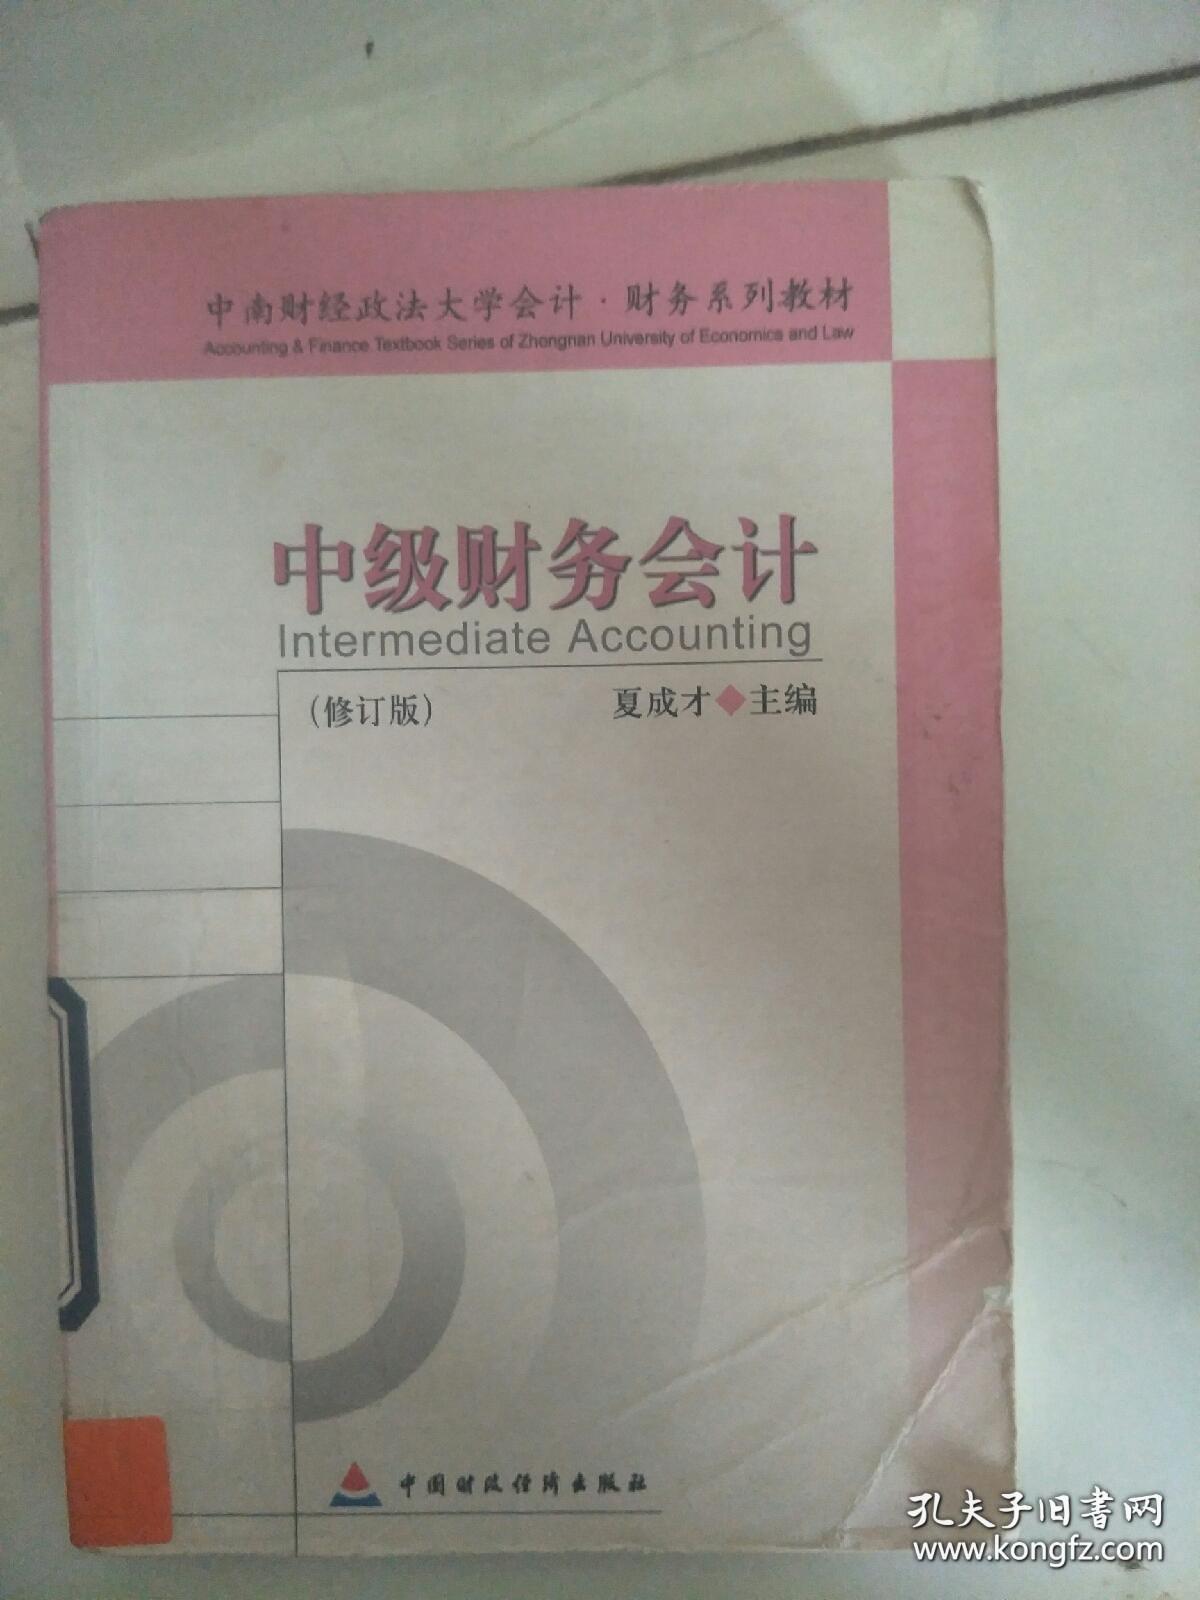 中南财经政法大学会计·财务系列教材
Accounting & Finance Textbook Series of Zhongnan University of Economics and Law
中级财务会计
Intermediate Accounting
(修订版) 夏成才◆主编
中国财政经济出版社
孔夫子旧书网
www.kongfz.com